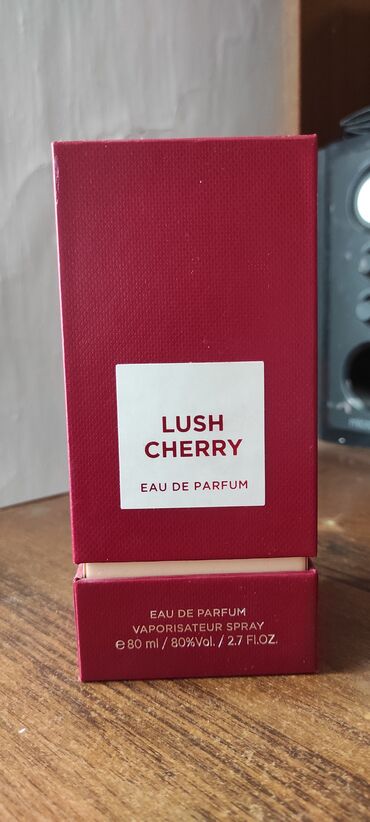 LUSH
CHERRY
EAU DE PARFUM
EAU DE PARFUM
VAPORISATEUR SPRAY
℮ 80 ml / 80%Vol. / 2.7 Fl.OZ.